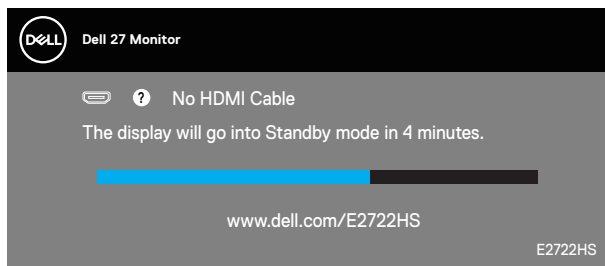 DELL
Dell 27 Monitor
? No HDMI Cable
The display will go into Standby mode in 4 minutes.
www.dell.com/E2722HS
E2722HS